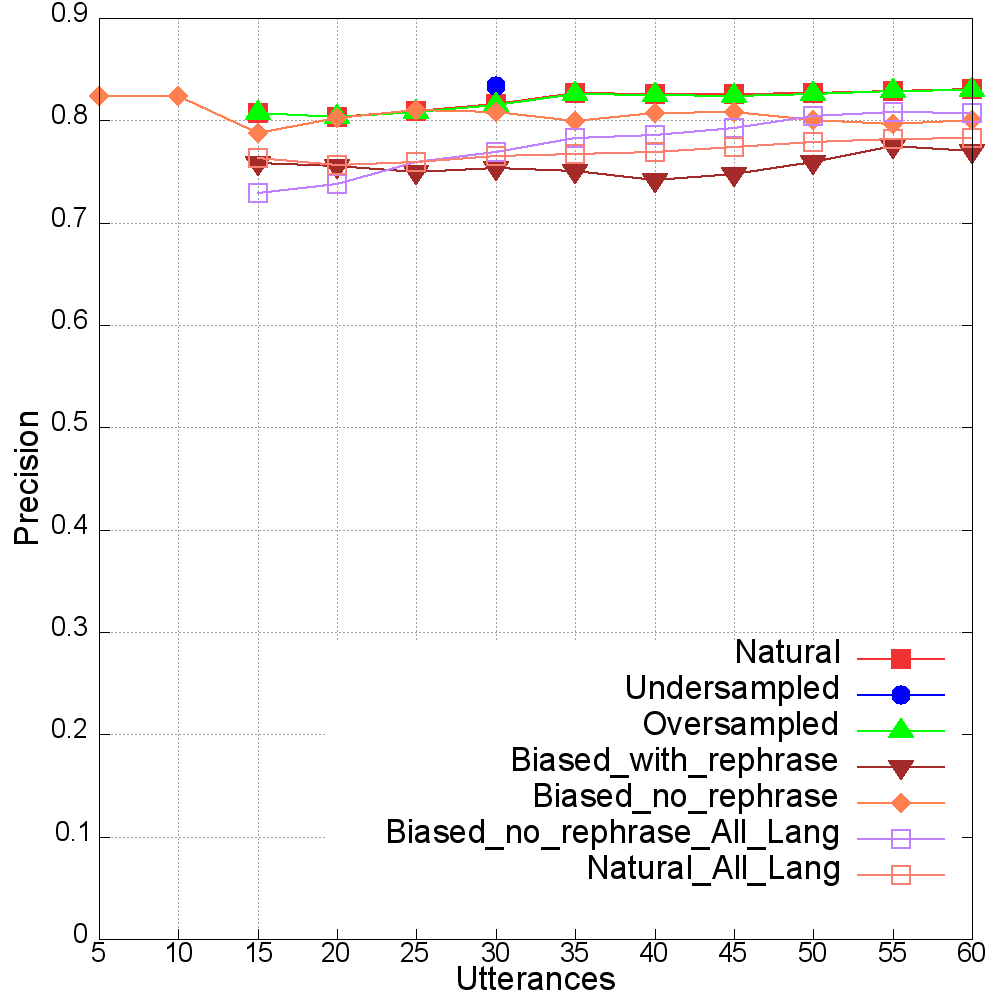 0.9
0.8
0.7
0.6
0.5
0.4
0.3
0.2
0.1
0
Precision
Natural
Undersampled
Oversampled
Biased_with_rephrase
Biased_no_rephrase
Biased_no_rephrase_All_Lang
Natural_All_Lang
5 10 15 20 25 30 35 40 45 50 55 60
Utterances